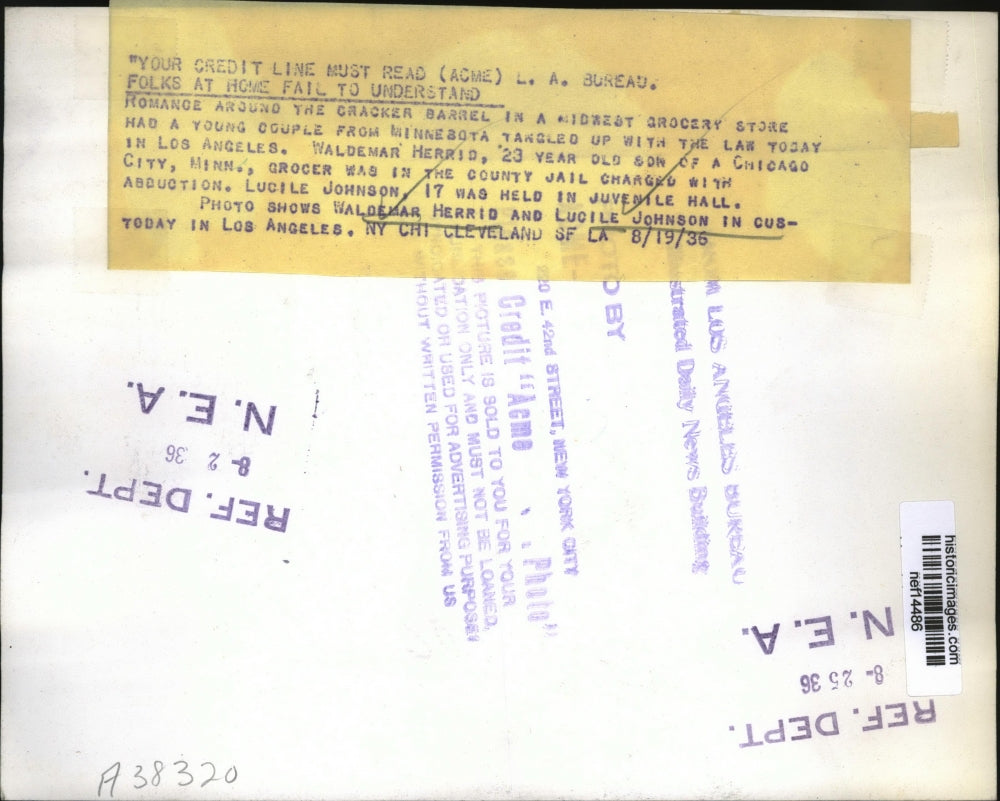 "YOUR CREDIT LINE MUST READ (ACME) L. A. BUREAU.
FOLKS AT HOME FAIL TO UNDERSTAND
ROMANCE AROUND THE CRACKER BARREL IN A MIDWEST GROCERY STORE
HAD A YOUNG COUPLE FROM MINNESOTA TANGLED UP WITH THE LAW TODAY
IN LOS ANGELES. WALDEMAR HERRID, 23 YEAR OLD SON OF A CHICAGO
CITY, MINN., GROCER WAS IN THE COUNTY JAIL CHARGED WITH
ABDUCTION. LUCILE JOHNSON, 17 WAS HELD IN JUVENILE HALL.
PHOTO SHOWS WALDEMAR HERRID AND LUCILE JOHNSON IN CUS-
TODAY IN LOS ANGELES. NY CHI CLEVELAND SF LA 8/19/36
LOS ANGELES BUREAU
Daily News Building
BY
220 E. 42nd STREET, NEW YORK CITY
Credit "Acme Photo"
PICTURE IS SOLD TO YOU FOR YOUR
ONLY AND MUST NOT BE LOANED,
OR USED FOR ADVERTISING PURPOSES
WITHOUT WRITTEN PERMISSION FROM US
N. E. A.
8- 2 36
REF. DEPT.
historicimages.com
nef14486
N. E. A.
8- 25 36
REF. DEPT.
A38320